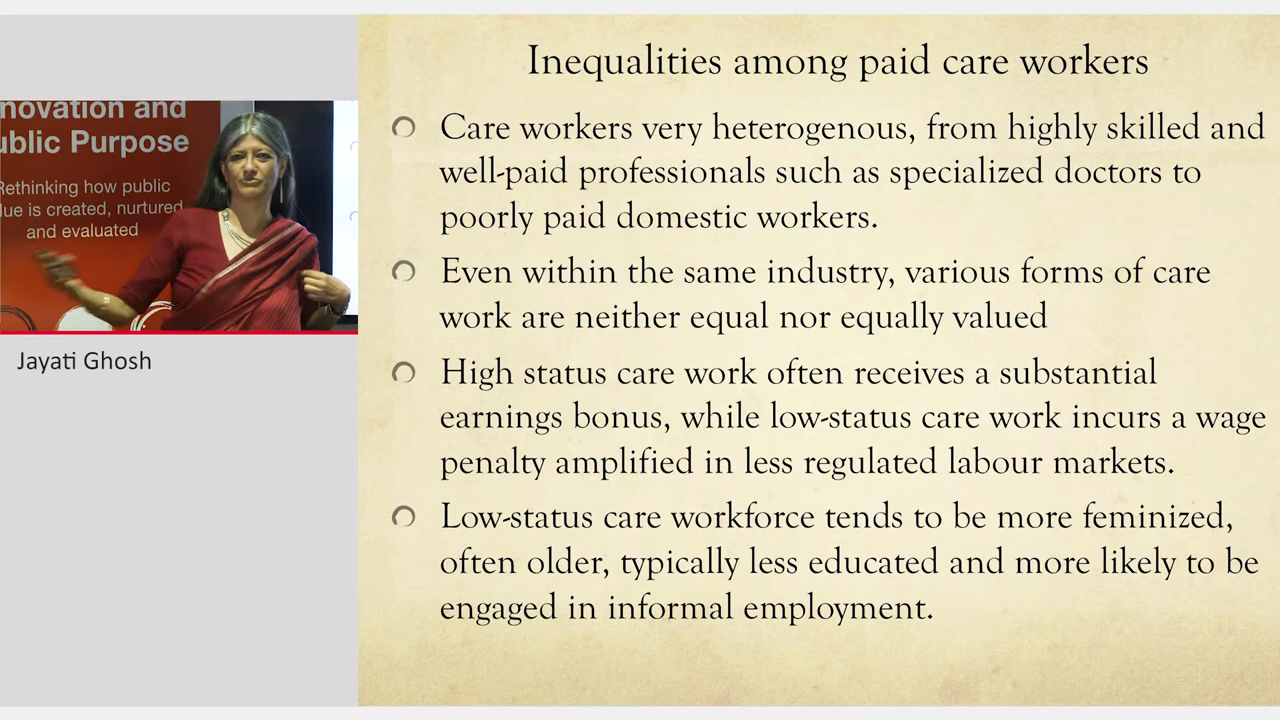 novation and
ublic Purpose
Rethinking how public
lue is created, nurtured
and evaluated
Jayati Ghosh
Inequalities among paid care workers
Care workers very heterogenous, from highly skilled and
well-paid professionals such as specialized doctors to
poorly paid domestic workers.
Even within the same industry, various forms of care
work are neither equal nor equally valued
High status care work often receives a substantial
earnings bonus, while low-status care work incurs a wage
penalty amplified in less regulated labour markets.
Low-status care workforce tends to be more feminized,
often older, typically less educated and more likely to be
engaged in informal employment.